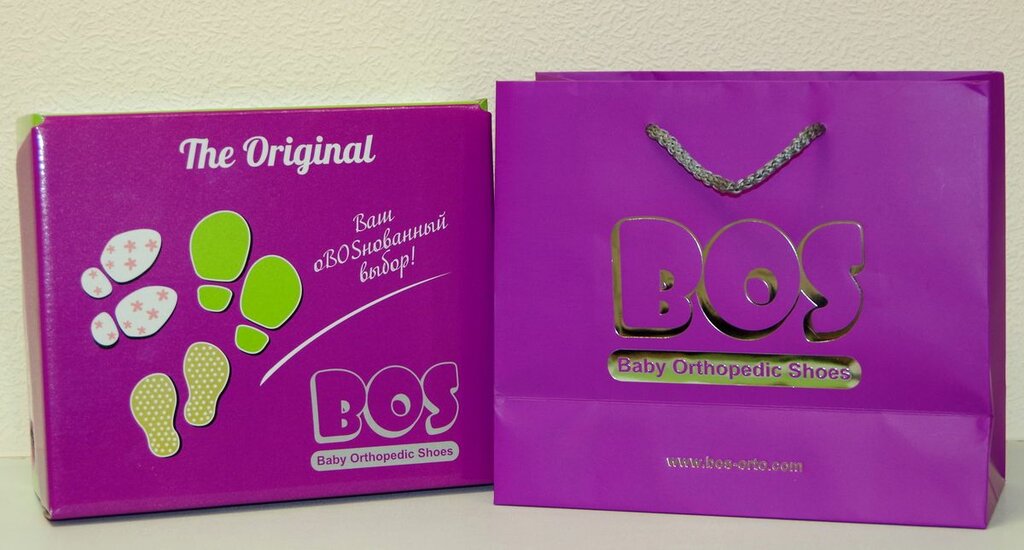 The Original
Ваш
оBOSнованный
выбор!
BOS
Baby Orthopedic Shoes
BOS
Baby Orthopedic Shoes
www.bos-orto.com